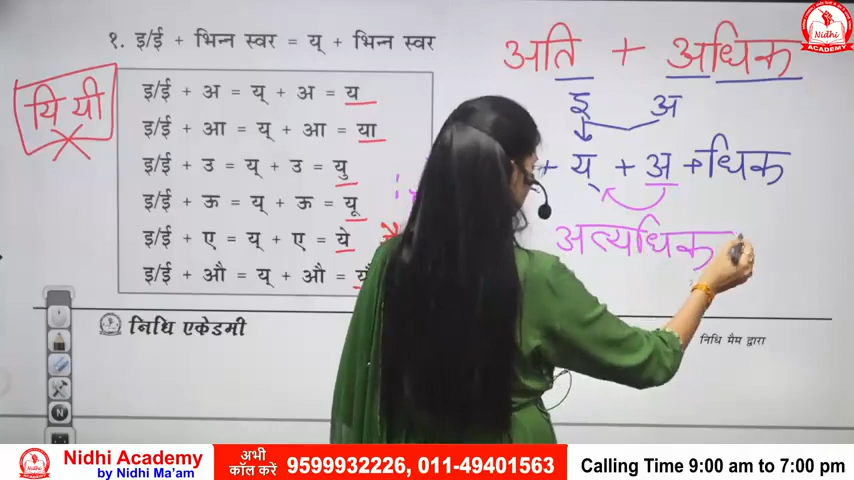 १. इ/ई + भिन्न स्वर = य् + भिन्न स्वर
इ/ई + अ = य् + अ = य
इ/ई + आ = य् + आ = या
इ/ई + उ = य् + उ = यु
इ/ई + ऊ = य् + ऊ = यू
इ/ई + ए = य् + ए = ये
इ/ई + औ = य् + औ =
यि यी
अति + अधिक
इ अ
+ य् + अ + धिक
अत्यधिक
निधि एकेडमी
निधि मैम द्वारा
N
Nidhi
ACADEMY
Nidhi Academy
by Nidhi Ma'am
अभी
कॉल करें
9599932226, 011-49401563
Calling Time 9:00 am to 7:00 pm